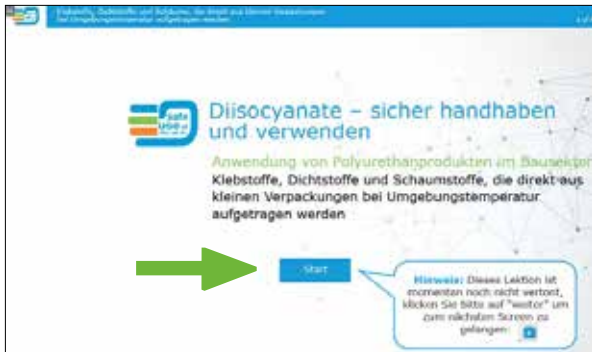 Klebstoffe, Dichtstoffe und Schäume, die direkt aus kleinen Verpackungen
bei Umgebungstemperatur aufgetragen werden
safe
use
Diisocyanate – sicher handhaben
und verwenden
Anwendung von Polyurethanprodukten im Bausektor
Klebstoffe, Dichtstoffe und Schaumstoffe, die direkt aus
kleinen Verpackungen bei Umgebungstemperatur
aufgetragen werden
Start
Hinweis: Dieses Lektion ist
momentan noch nicht vertont,
klicken Sie bitte auf "weiter" um
zum nächsten Screen zu
gelangen.